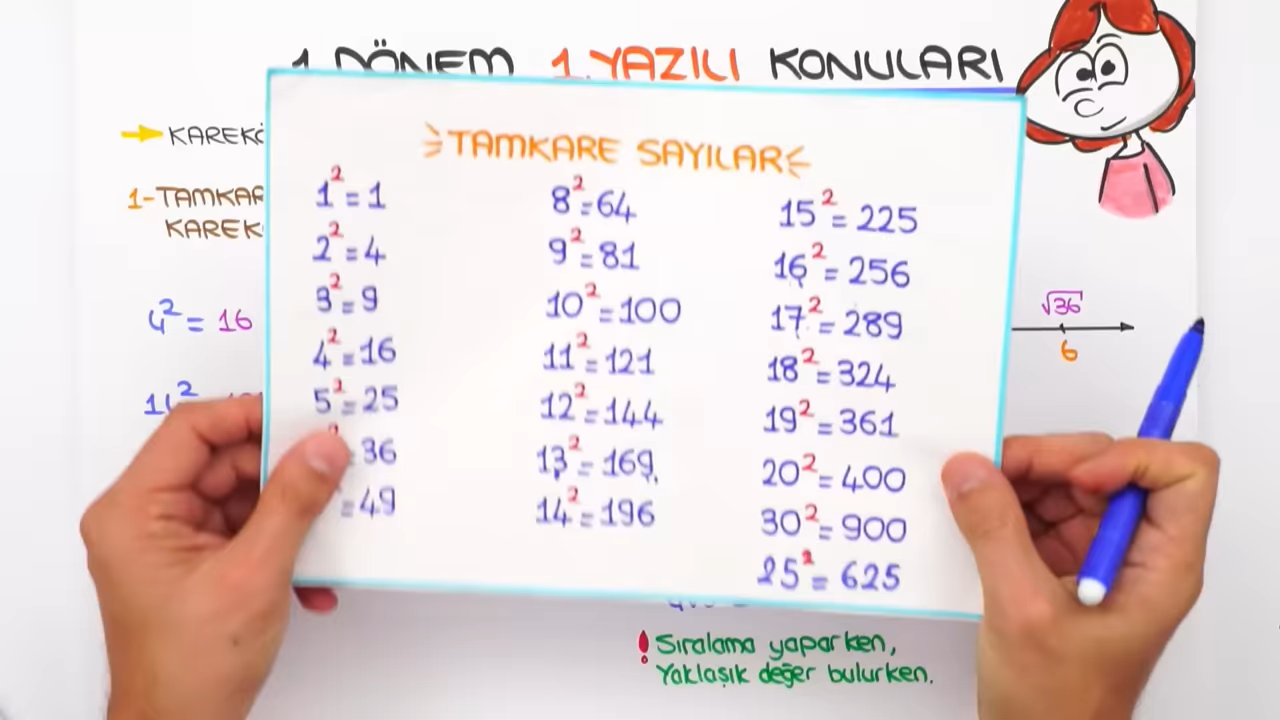 1. DÖNEM 1. YAZILI KONULARI
1-
4² = 16
TAMKARE SAYILAR
1² = 1
2² = 4
3² = 9
4² = 16
5² = 25
² = 36
= 49
8² = 64
9² = 81
10² = 100
11² = 121
12² = 144
13² = 169
14² = 196
15² = 225
16² = 256
17² = 289
18² = 324
19² = 361
20² = 400
30² = 900
25² = 625
√36
6
! Sıralama yaparken,
Yaklaşık değer bulurken.